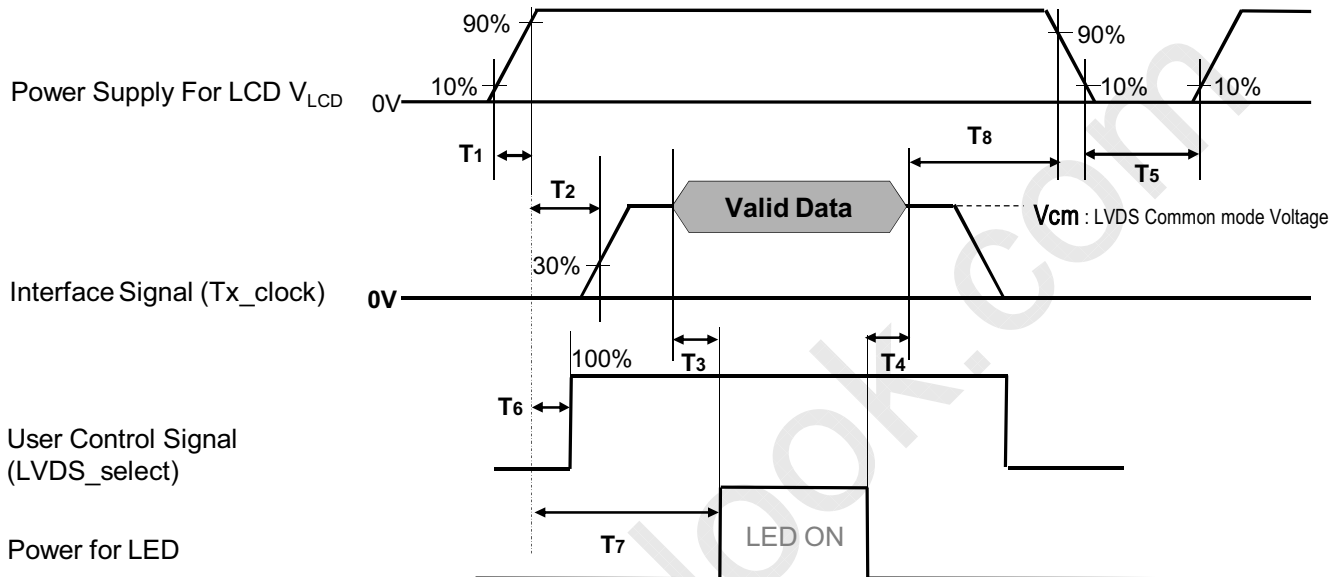 90%
90%
Power Supply For LCD VLCD
10%
0V
10%
10%
T1
T8
T5
T2
Valid Data
Vcm : LVDS Common mode Voltage
30%
Interface Signal (Tx_clock)
0V
100%
T3
T4
T6
User Control Signal
(LVDS_select)
T7
LED ON
Power for LED
look.com